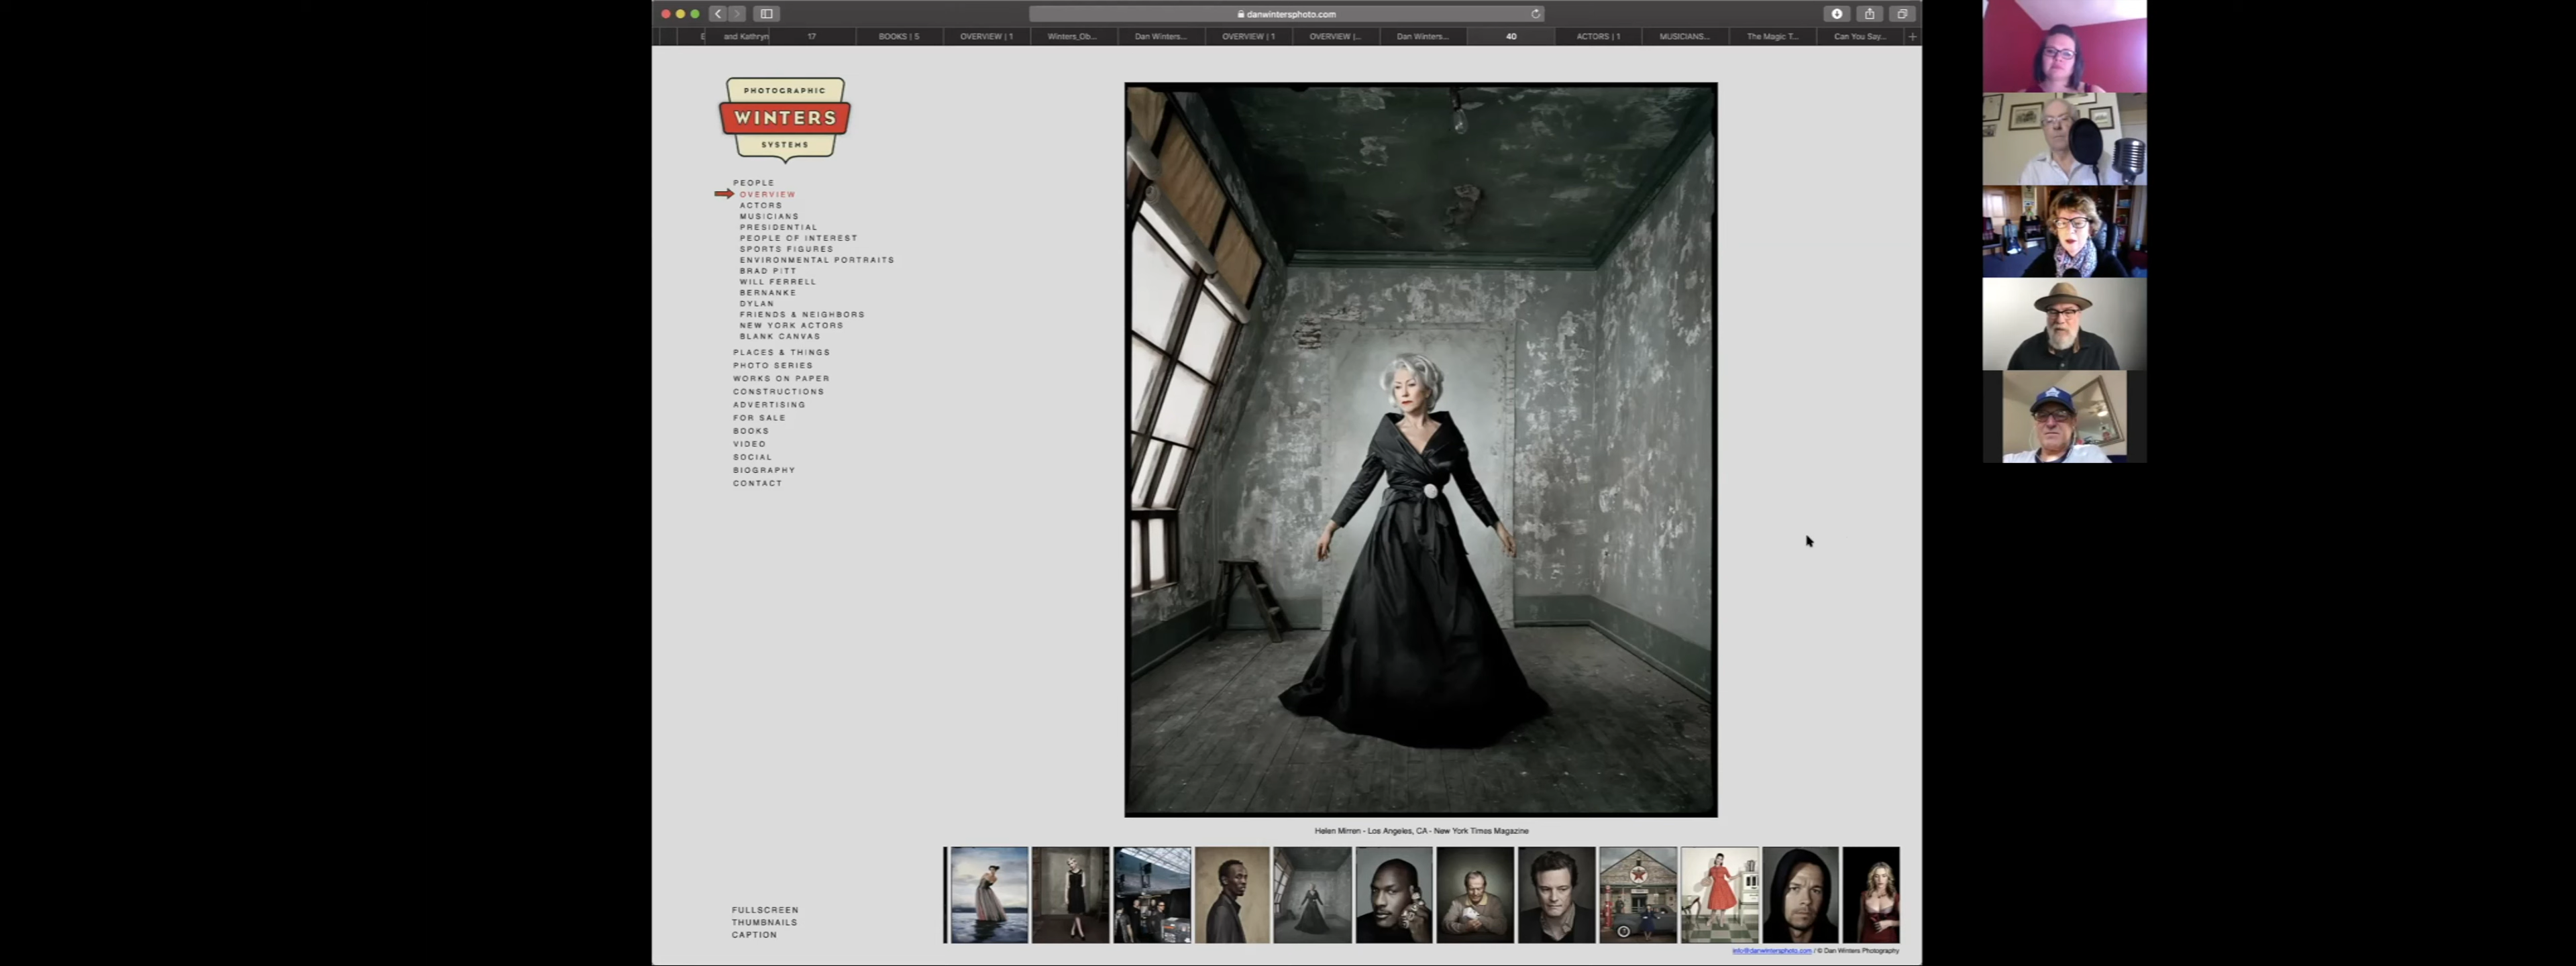 danwintersphoto.com
and Kathryn
17
BOOKS | 5
OVERVIEW | 1
Winters_Ob...
Dan Winters...
OVERVIEW | 1
OVERVIEW |...
Dan Winters...
40
ACTORS | 1
MUSICIANS...
The Magic T...
Can You Say...
PHOTOGRAPHIC
WINTERS
SYSTEMS
PEOPLE
OVERVIEW
ACTORS
MUSICIANS
PRESIDENTIAL
PEOPLE OF INTEREST
SPORTS FIGURES
ENVIRONMENTAL PORTRAITS
BRAD PITT
WILL FERRELL
BERNANKE
DYLAN
FRIENDS & NEIGHBORS
NEW YORK ACTORS
BLANK CANVAS
PLACES & THINGS
PHOTO SERIES
WORKS ON PAPER
CONSTRUCTIONS
ADVERTISING
FOR SALE
BOOKS
VIDEO
SOCIAL
BIOGRAPHY
CONTACT
Helen Mirren - Los Angeles, CA - New York Times Magazine
FULLSCREEN
THUMBNAILS
CAPTION
info@danwintersphoto.com / © Dan Winters Photography